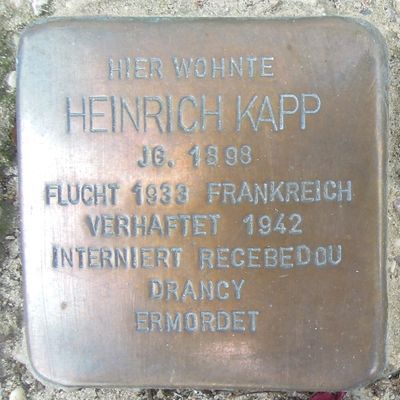 HIER WOHNTE
HEINRICH KAPP
JG. 1898
FLUCHT 1933 FRANKREICH
VERHAFTET 1942
INTERNIERT RECEBEDOU
DRANCY
ERMORDET